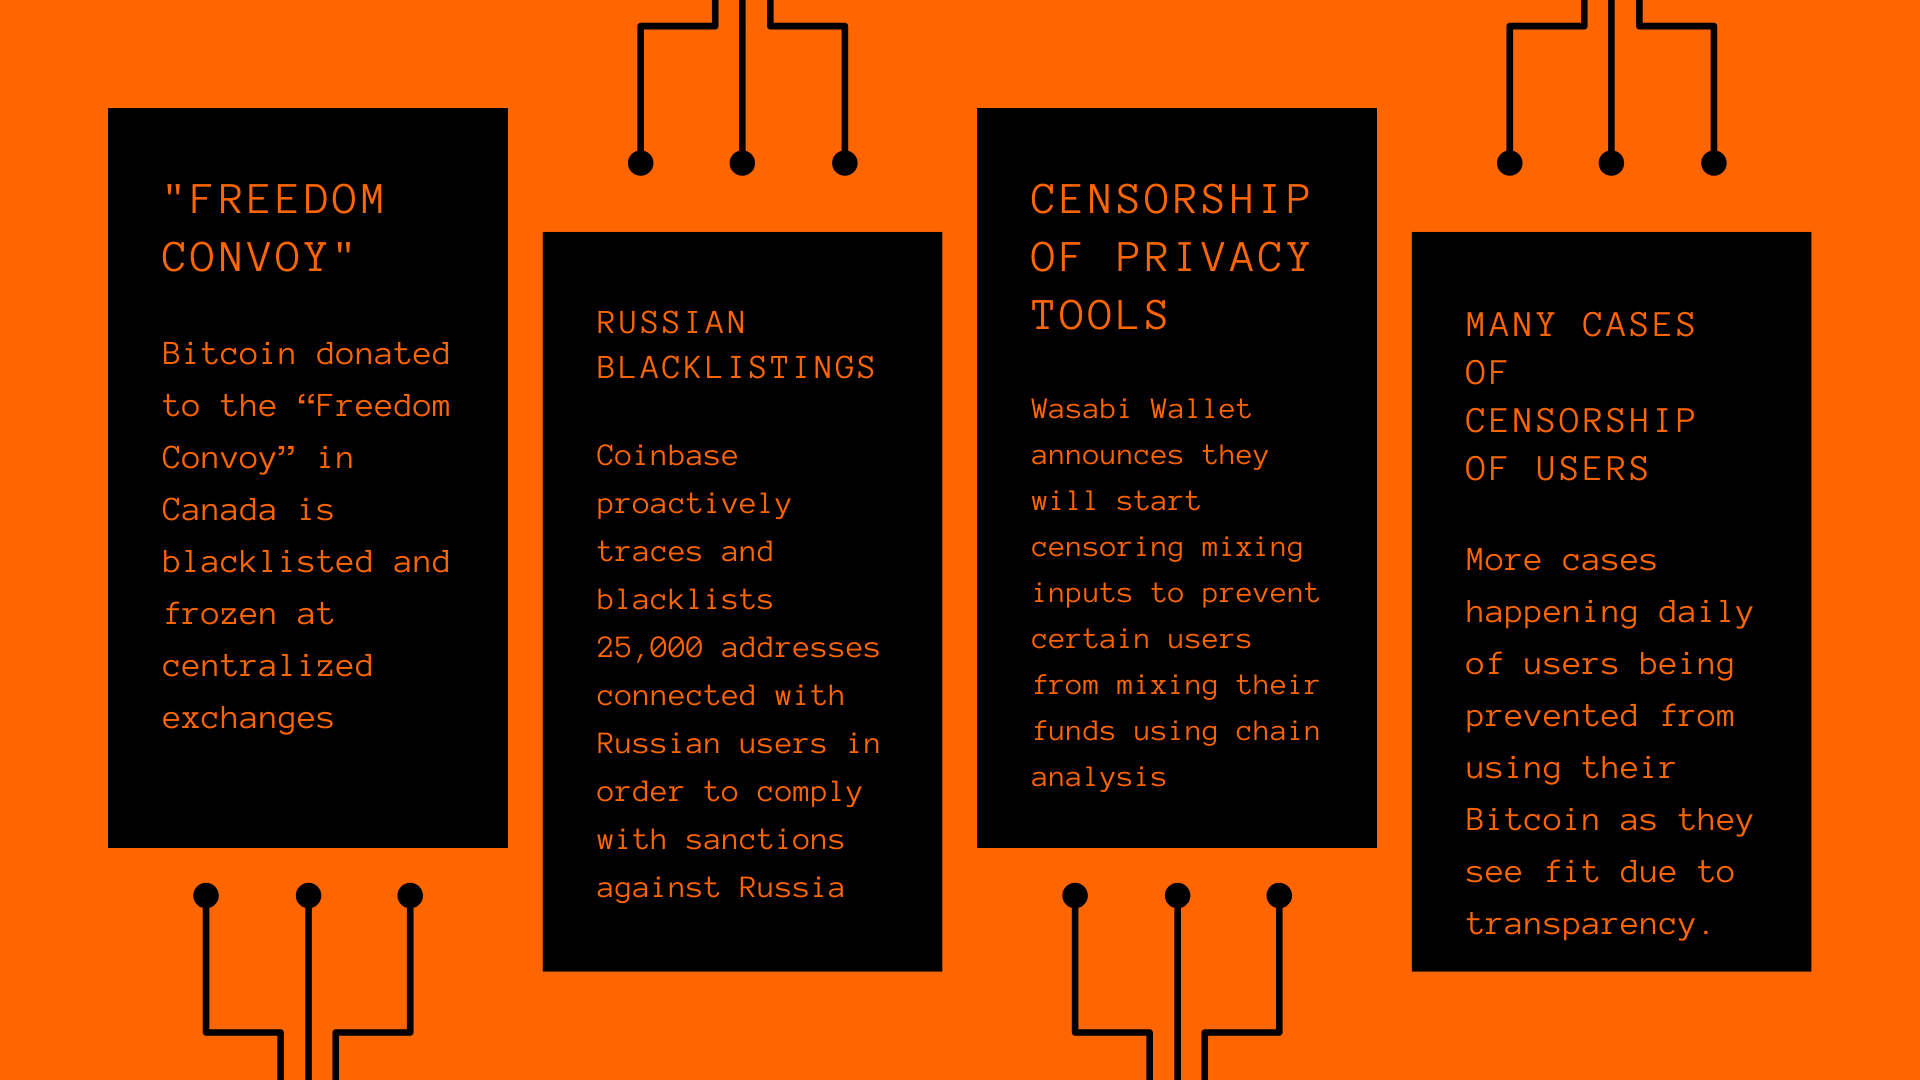 "FREEDOM
CONVOY"
Bitcoin donated
to the “Freedom
Convoy” in
Canada is
blacklisted and
frozen at
centralized
exchanges
RUSSIAN
BLACKLISTINGS
Coinbase
proactively
traces and
blacklists
25,000 addresses
connected with
Russian users in
order to comply
with sanctions
against Russia
CENSORSHIP
OF PRIVACY
TOOLS
Wasabi Wallet
announces they
will start
censoring mixing
inputs to prevent
certain users
from mixing their
funds using chain
analysis
MANY CASES
OF
CENSORSHIP
OF USERS
More cases
happening daily
of users being
prevented from
using their
Bitcoin as they
see fit due to
transparency.